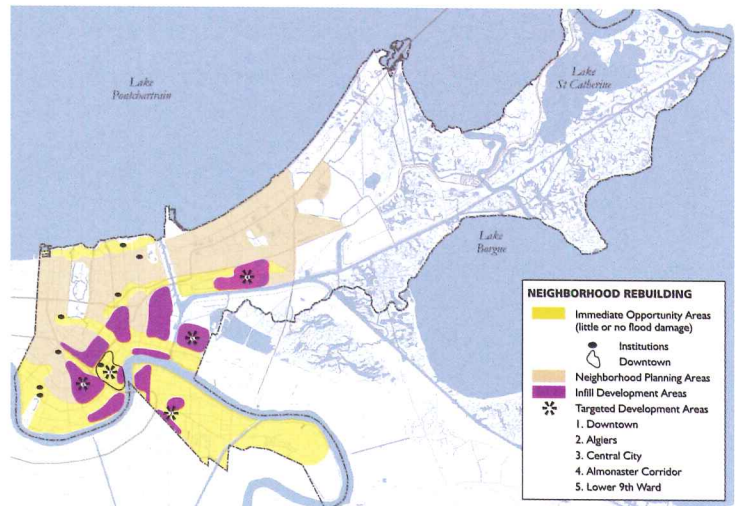 Lake
Pontchartrain
Lake
St Catherine
Lake
Borgne
NEIGHBORHOOD REBUILDING
Immediate Opportunity Areas
(little or no flood damage)
Institutions
Downtown
Neighborhood Planning Areas
Infill Development Areas
Targeted Development Areas
1. Downtown
2. Algiers
3. Central City
4. Almonaster Corridor
5. Lower 9th Ward